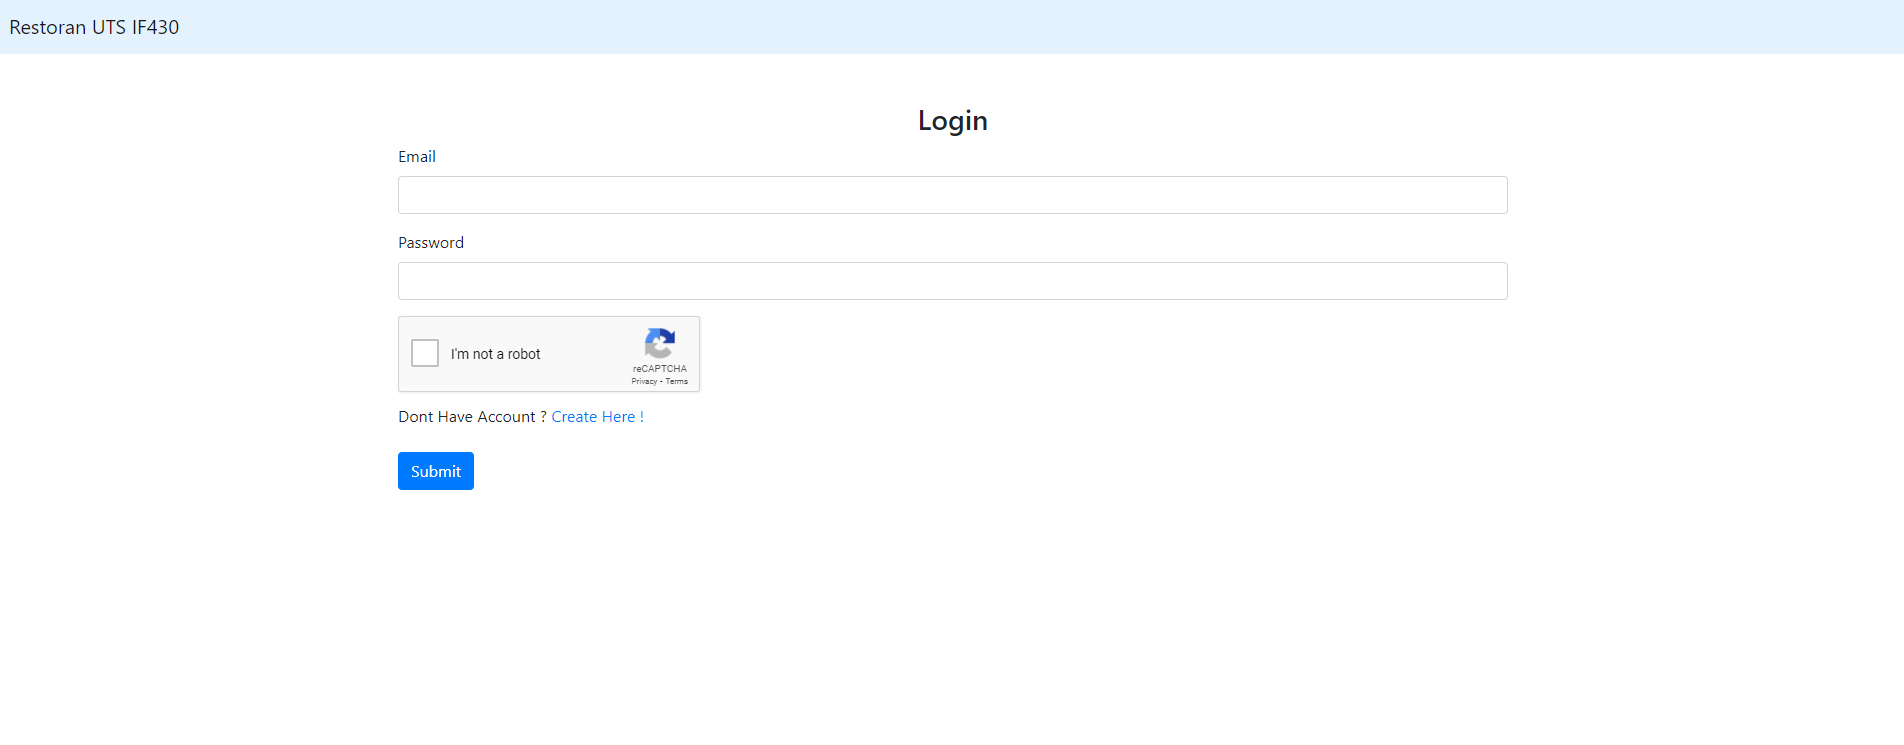 Restoran UTS IF430
Login
Email
Password
I'm not a robot
reCAPTCHA
Privacy - Terms
Dont Have Account ? Create Here !
Submit